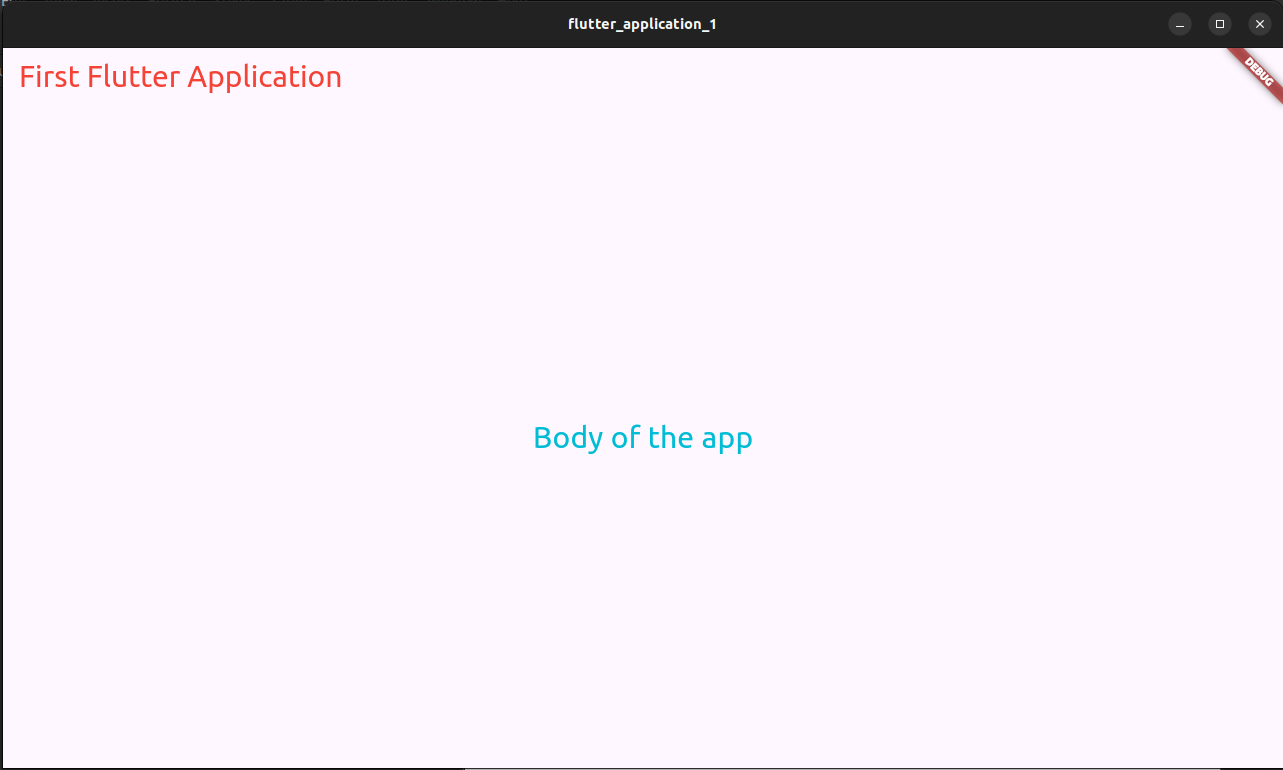 flutter_application_1
First Flutter Application
DEBUG
Body of the app